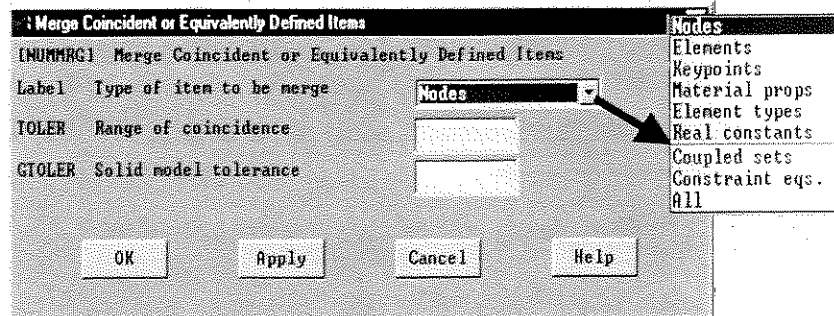 Merge Coincident or Equivalently Defined Items
[NUMMRG] Merge Coincident or Equivalently Defined Items
Label Type of item to be merge
Nodes
TOLER Range of coincidence
GTOLER Solid model tolerance
OK Apply Cancel Help
Nodes
Elements
Keypoints
Material props
Element types
Real constants
Coupled sets
Constraint eqs.
All